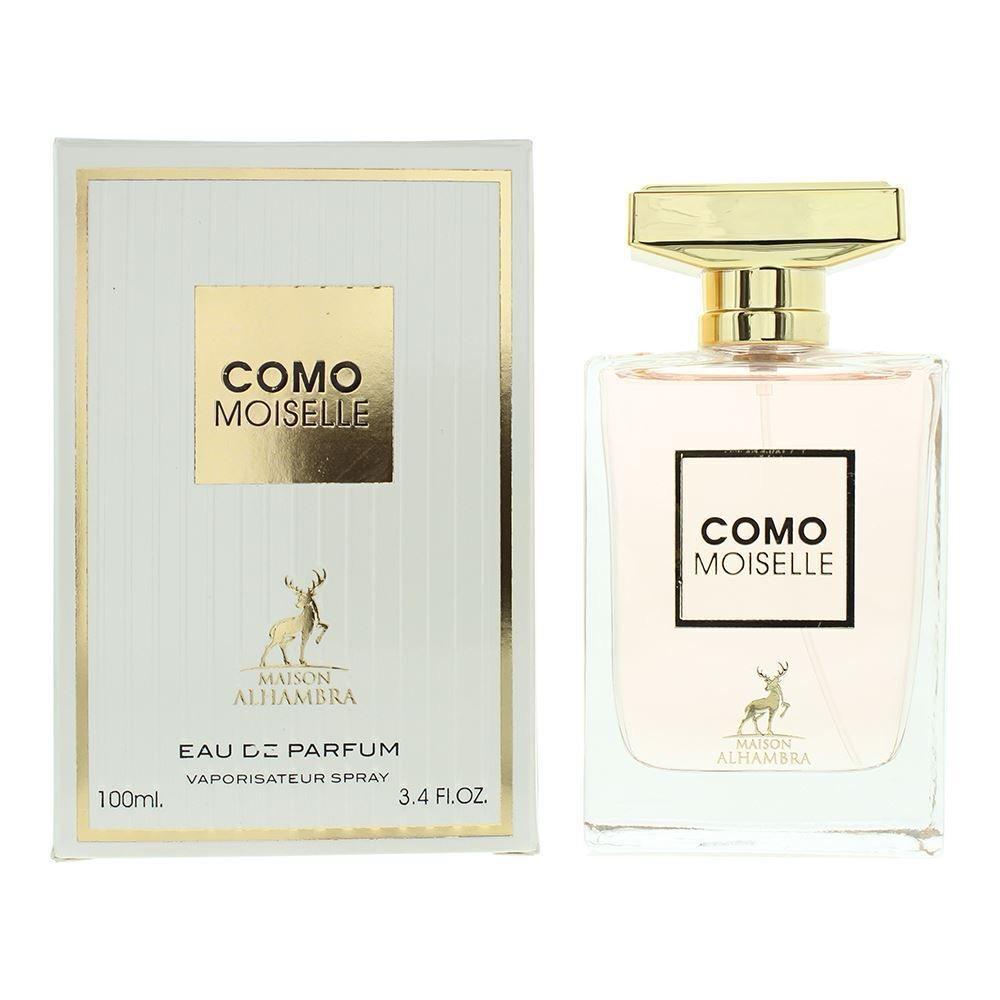 COMO
MOISELLE
MAISON
ALHAMBRA
EAU DE PARFUM
VAPORISATEUR SPRAY
100ml.
3.4 Fl.OZ.
COMO
MOISELLE
MAISON
ALHAMBRA